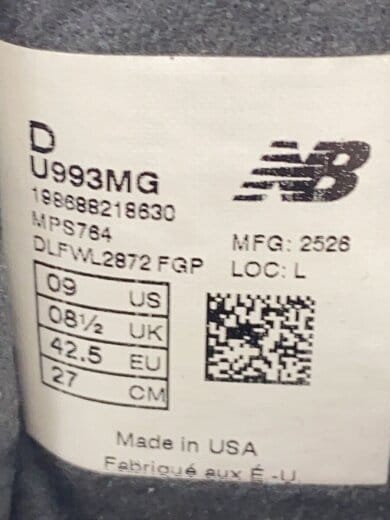 D
U993MG
198688218630
MPS764
DLFWL2872 FGP
NB
MFG: 2526
LOC: L
09 US
08½ UK
42.5 EU
27 CM
Made in USA
Fabriqué aux É.-U.